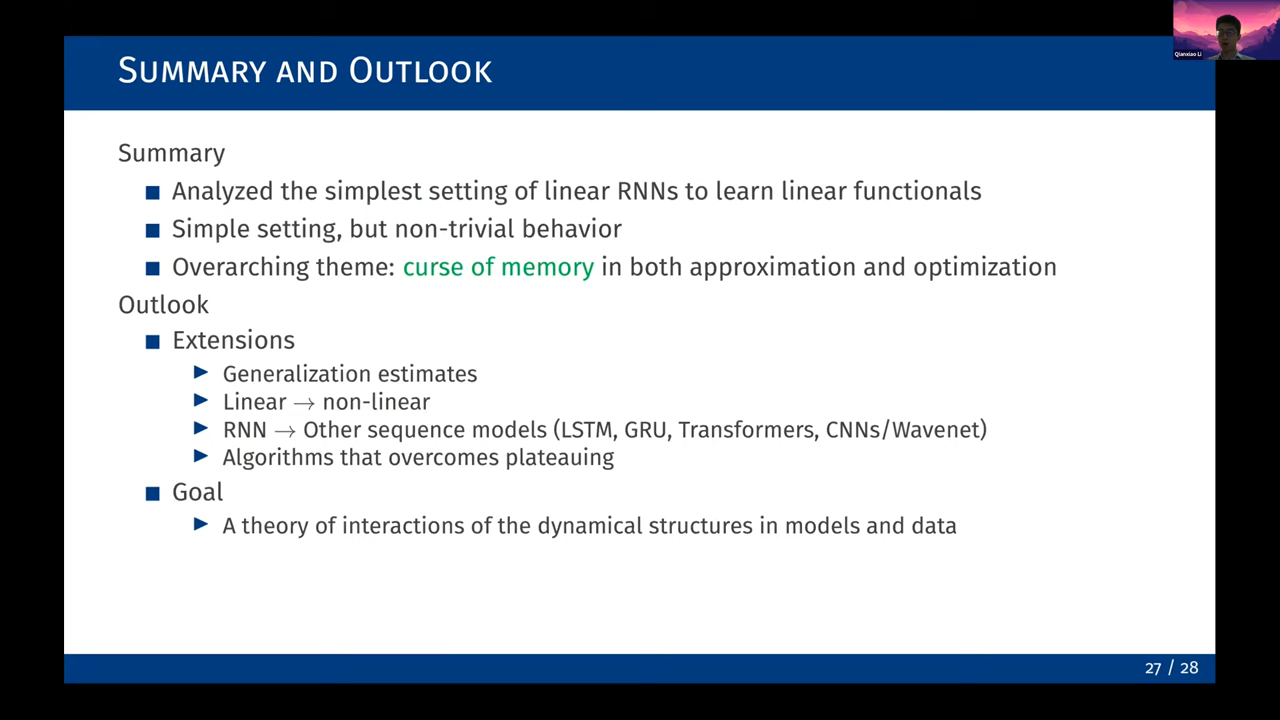 Qianxiao Li
SUMMARY AND OUTLOOK
Summary
Analyzed the simplest setting of linear RNNs to learn linear functionals
Simple setting, but non-trivial behavior
Overarching theme: curse of memory in both approximation and optimization
Outlook
Extensions
Generalization estimates
Linear → non-linear
RNN → Other sequence models (LSTM, GRU, Transformers, CNNs/Wavenet)
Algorithms that overcomes plateauing
Goal
A theory of interactions of the dynamical structures in models and data
27 / 28